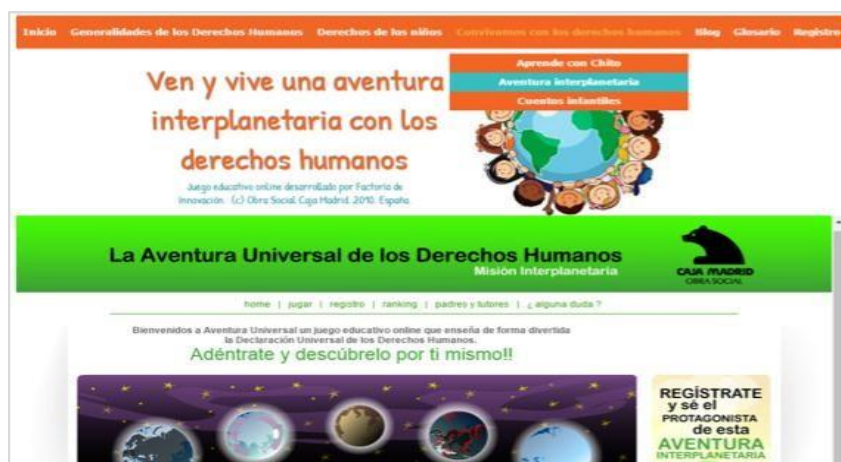 Inicio Generalidades de los Derechos Humanos Derechos de los niños Convivamos con los derechos humanos Blog Glosario Registro
Aprende con Chito
Aventura interplanetaria
Cuentos infantiles
Ven y vive una aventura
interplanetaria con los
derechos humanos
Juego educativo online desarrollado por Factoría de
Innovación. (c) Obra Social Caja Madrid. 2010. España.
La Aventura Universal de los Derechos Humanos
Misión Interplanetaria
CAJA MADRID
OBRA SOCIAL
home | jugar | registro | ranking | padres y tutores | ¿ alguna duda ?
Bienvenidos a Aventura Universal un juego educativo online que enseña de forma divertida
la Declaración Universal de los Derechos Humanos.
Adéntrate y descúbrelo por ti mismo!!
REGÍSTRATE
y sé el
PROTAGONISTA
de esta
AVENTURA
INTERPLANETARIA